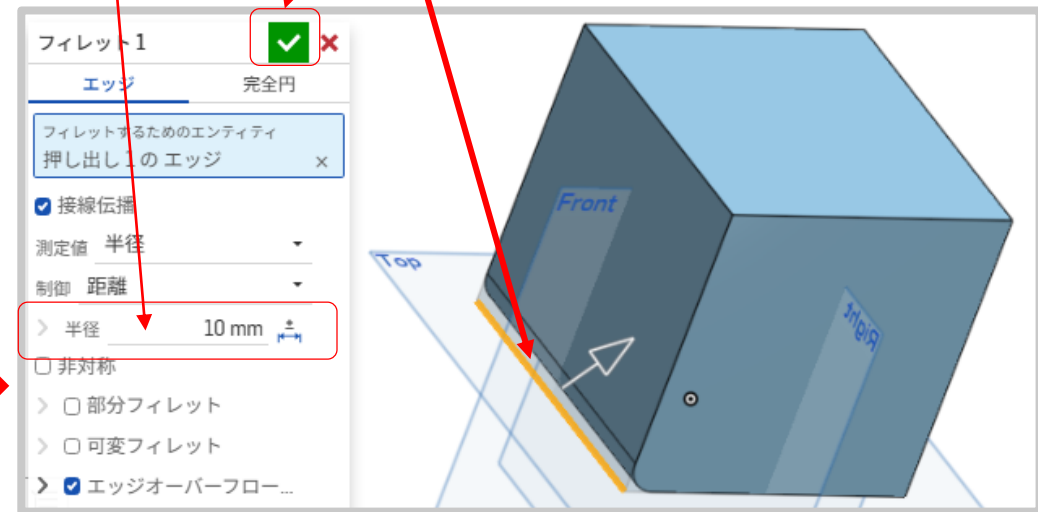 フィレット 1
エッジ 完全円
フィレットするためのエンティティ
押し出し 1 の エッジ
接線伝播
測定値 半径
制御 距離
半径 10 mm
非対称
部分フィレット
可変フィレット
エッジオーバーフロー...
Front
Top
Right